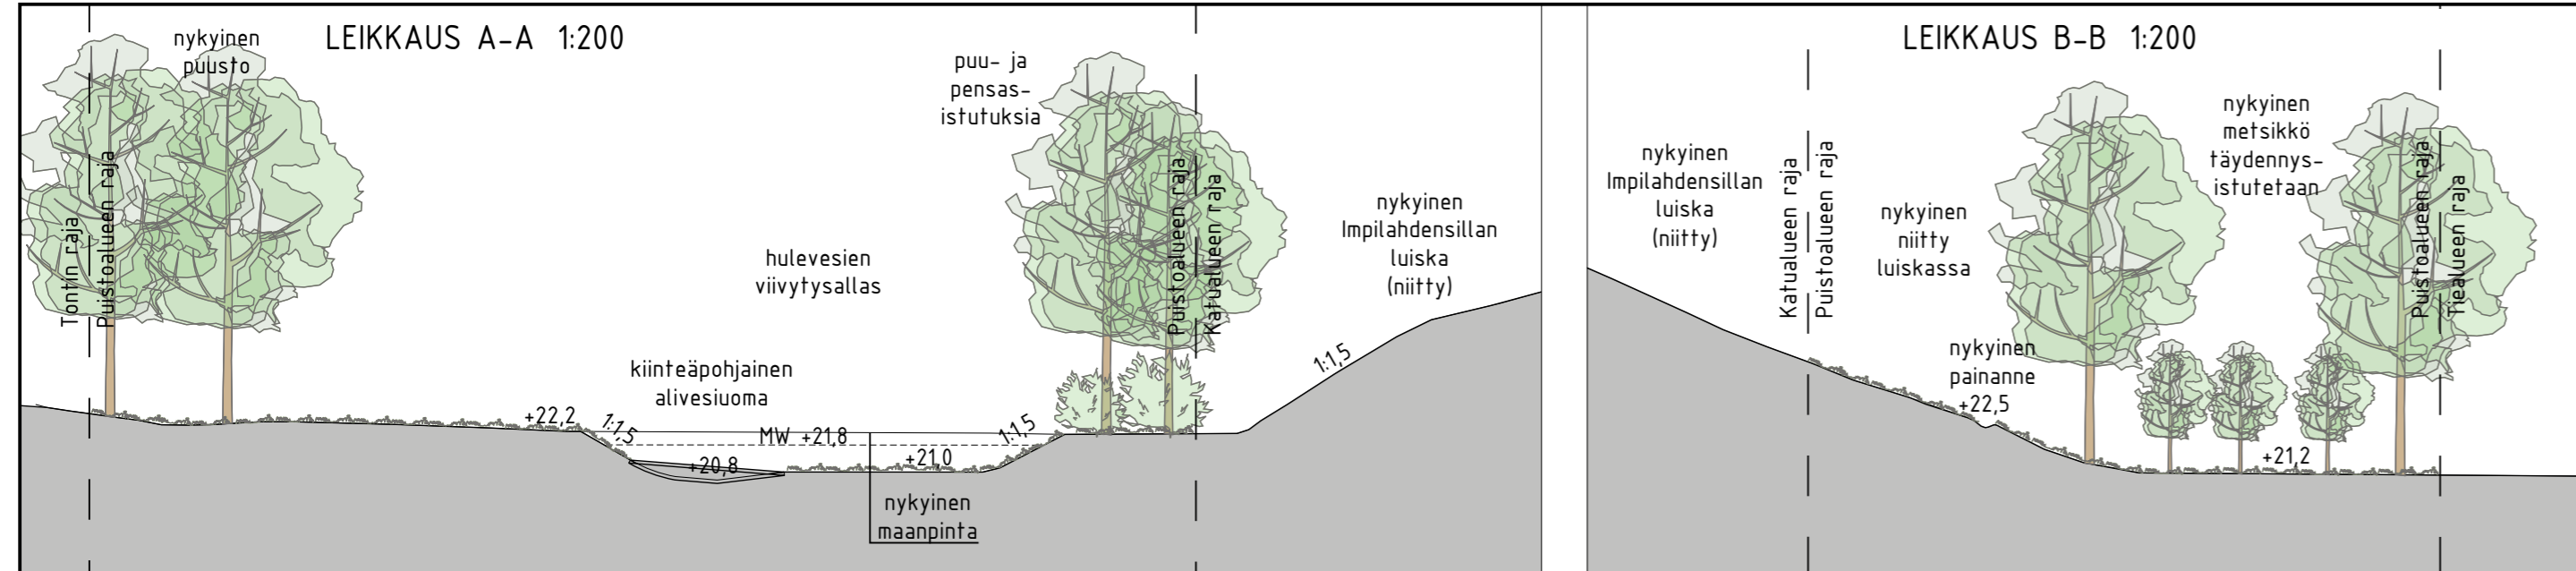 LEIKKAUS A-A 1:200
nykyinen
puusto
Tontin raja
Puistoalueen raja
kiinteäpohjainen
alivesiuoma
hulevesien
viivytysallas
puu- ja
pensas-
istutuksia
Puistoalueen raja
Katualueen raja
nykyinen
Impilahdensillan
luiska
(niitty)
+22,2
1:1,5
MW +21,8
+20,8
+21,0
1:1,5
1:1,5
nykyinen
maanpinta
LEIKKAUS B-B 1:200
nykyinen
Impilahdensillan
luiska
(niitty)
Katualueen raja
Puistoalueen raja
nykyinen
niitty
luiskassa
nykyinen
painanne
+22,5
nykyinen
metsikkö
täydennys-
istutetaan
Puistoalueen raja
Tiealueen raja
+21,2